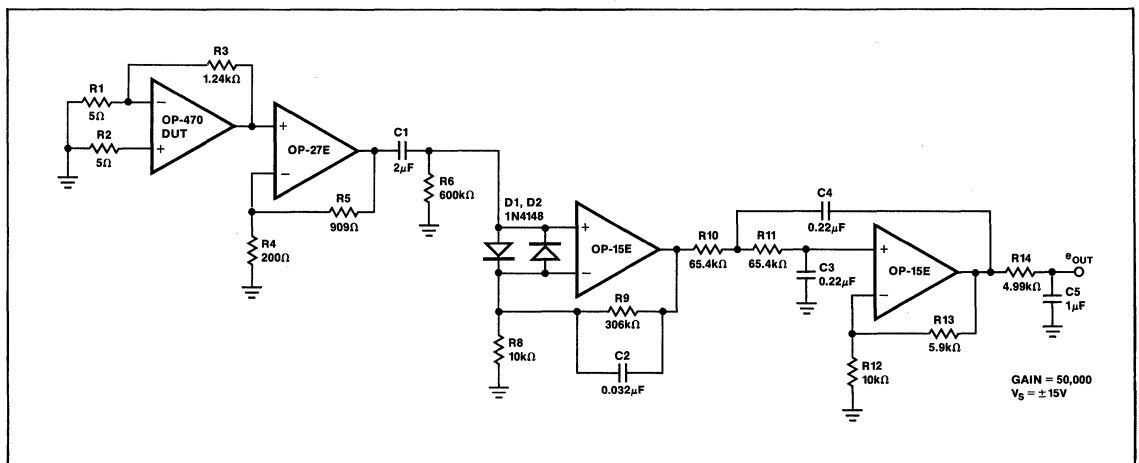 R3
1.24kΩ
R1
5Ω
R2
5Ω
−
+
OP-470
DUT
+
−
OP-27E
C1
2μF
R6
600kΩ
R5
909Ω
R4
200Ω
D1, D2
1N4148
+
−
OP-15E
R9
306kΩ
C2
0.032μF
R8
10kΩ
R10
65.4kΩ
R11
65.4kΩ
C4
0.22μF
C3
0.22μF
+
−
OP-15E
R13
5.9kΩ
R12
10kΩ
R14
4.99kΩ
eOUT
C5
1μF
GAIN = 50,000
VS = ±15V